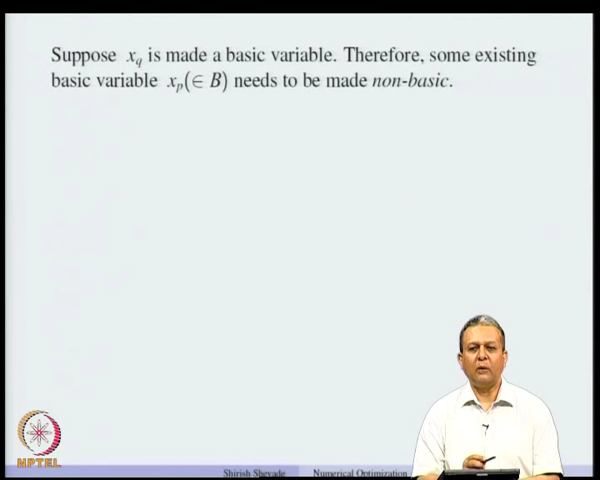 Suppose x_q is made a basic variable. Therefore, some existing
basic variable x_p(∈ B) needs to be made non-basic.
NPTEL
Shirish Shevade Numerical Optimization